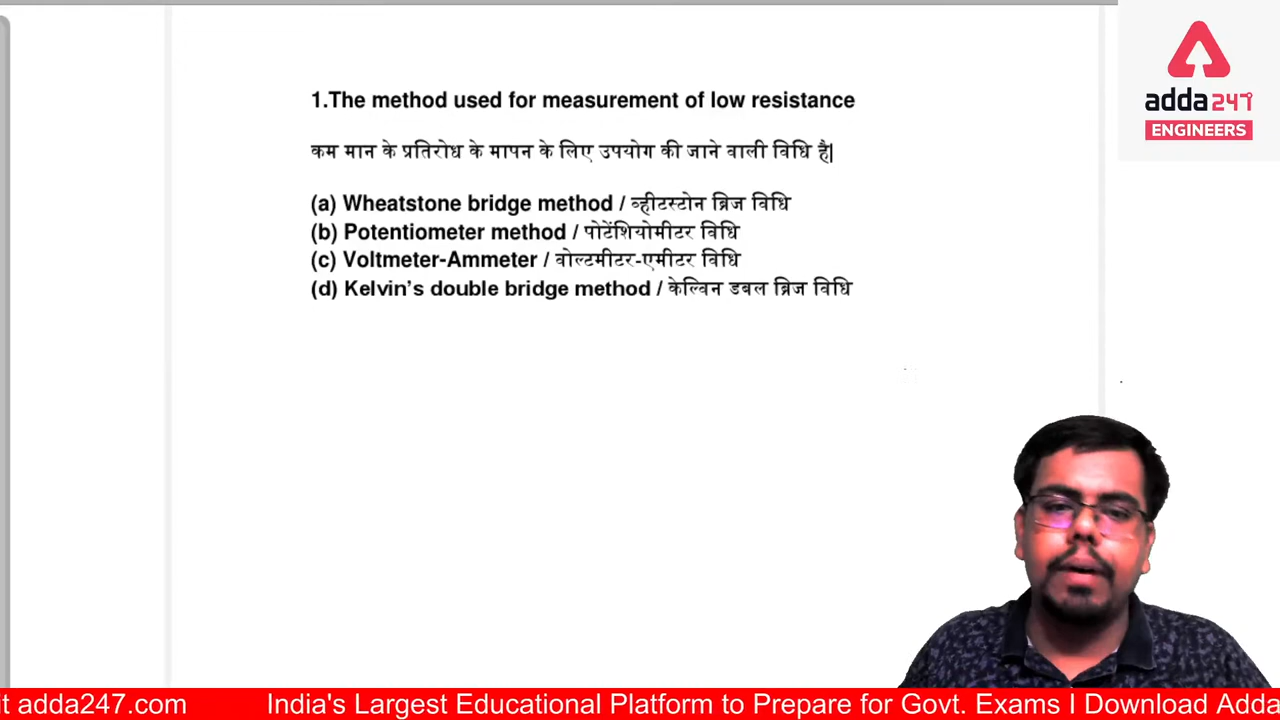 1.The method used for measurement of low resistance
कम मान के प्रतिरोध के मापन के लिए उपयोग की जाने वाली विधि है|
(a) Wheatstone bridge method / व्हीटस्टोन ब्रिज विधि
(b) Potentiometer method / पोटेंशियोमीटर विधि
(c) Voltmeter-Ammeter / वोल्टमीटर-एमीटर विधि
(d) Kelvin’s double bridge method / केल्विन डबल ब्रिज विधि
adda247
ENGINEERS
it adda247.com India's Largest Educational Platform to Prepare for Govt. Exams I Download Adda